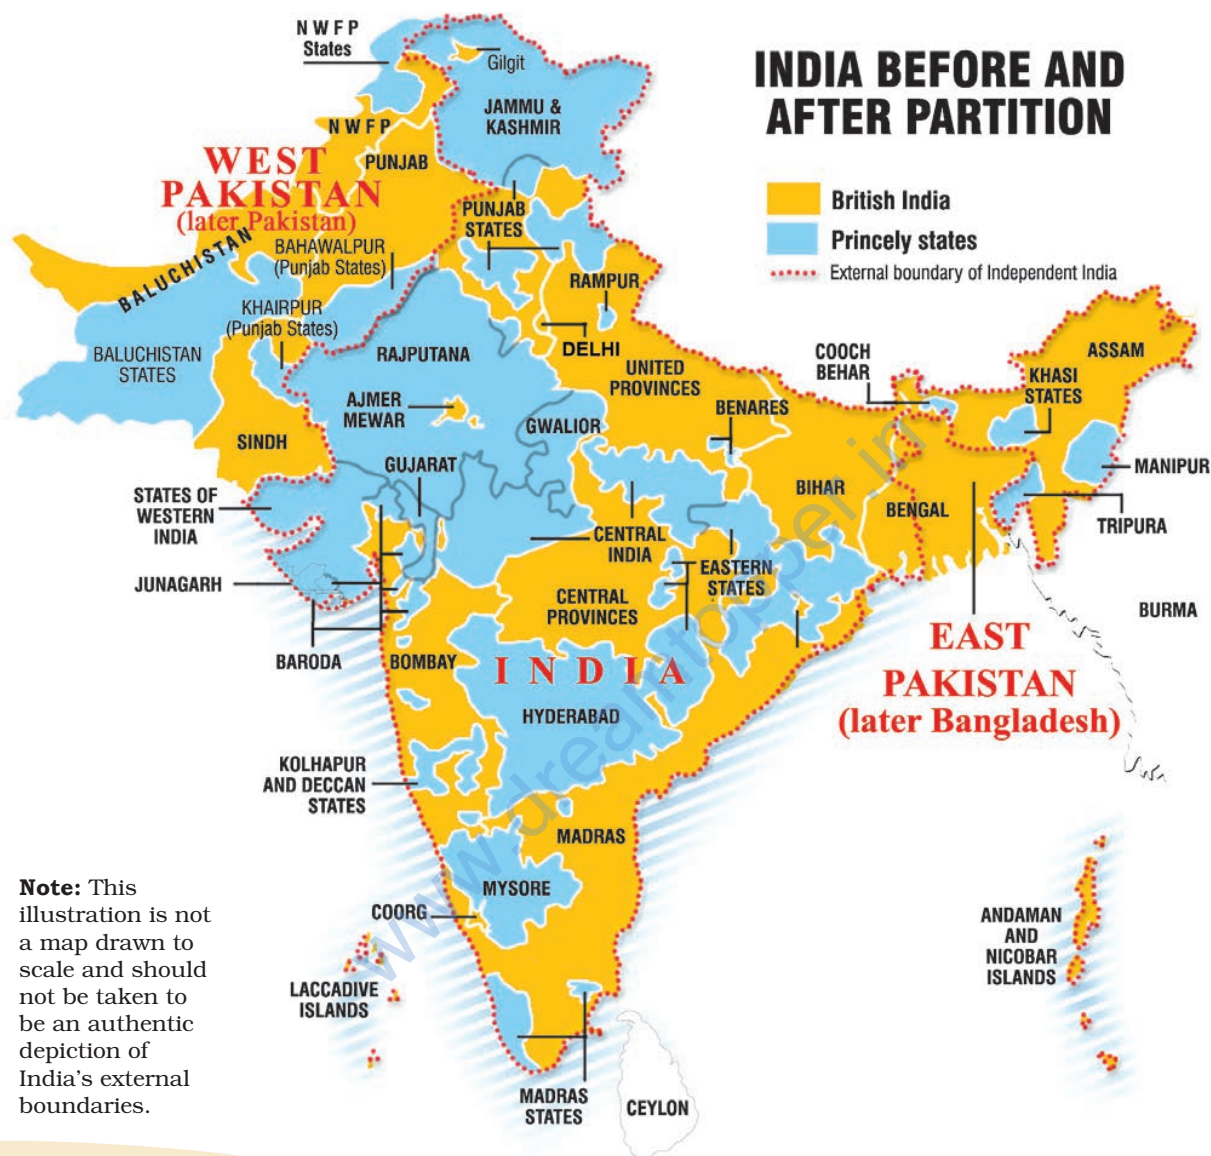 INDIA BEFORE AND
AFTER PARTITION
British India
Princely states
External boundary of Independent India
N W F P
States
Gilgit
JAMMU &
KASHMIR
N W F P
PUNJAB
WEST
PAKISTAN
(later Pakistan)
PUNJAB
STATES
BALUCHISTAN
BAHAWALPUR
(Punjab States)
RAMPUR
KHAIRPUR
(Punjab States)
BALUCHISTAN
STATES
RAJPUTANA
DELHI
UNITED
PROVINCES
COOCH
BEHAR
ASSAM
KHASI
STATES
AJMER
MEWAR
GWALIOR
BENARES
SINDH
GUJARAT
MANIPUR
STATES OF
WESTERN
INDIA
BIHAR
BENGAL
TRIPURA
CENTRAL
INDIA
EASTERN
STATES
JUNAGARH
CENTRAL
PROVINCES
BURMA
EAST
PAKISTAN
(later Bangladesh)
BARODA
BOMBAY
INDIA
HYDERABAD
KOLHAPUR
AND DECCAN
STATES
MADRAS
MYSORE
COORG
ANDAMAN
AND
NICOBAR
ISLANDS
LACCADIVE
ISLANDS
MADRAS
STATES
CEYLON
Note: This
illustration is not
a map drawn to
scale and should
not be taken to
be an authentic
depiction of
India's external
boundaries.
www.dreamtopper.in